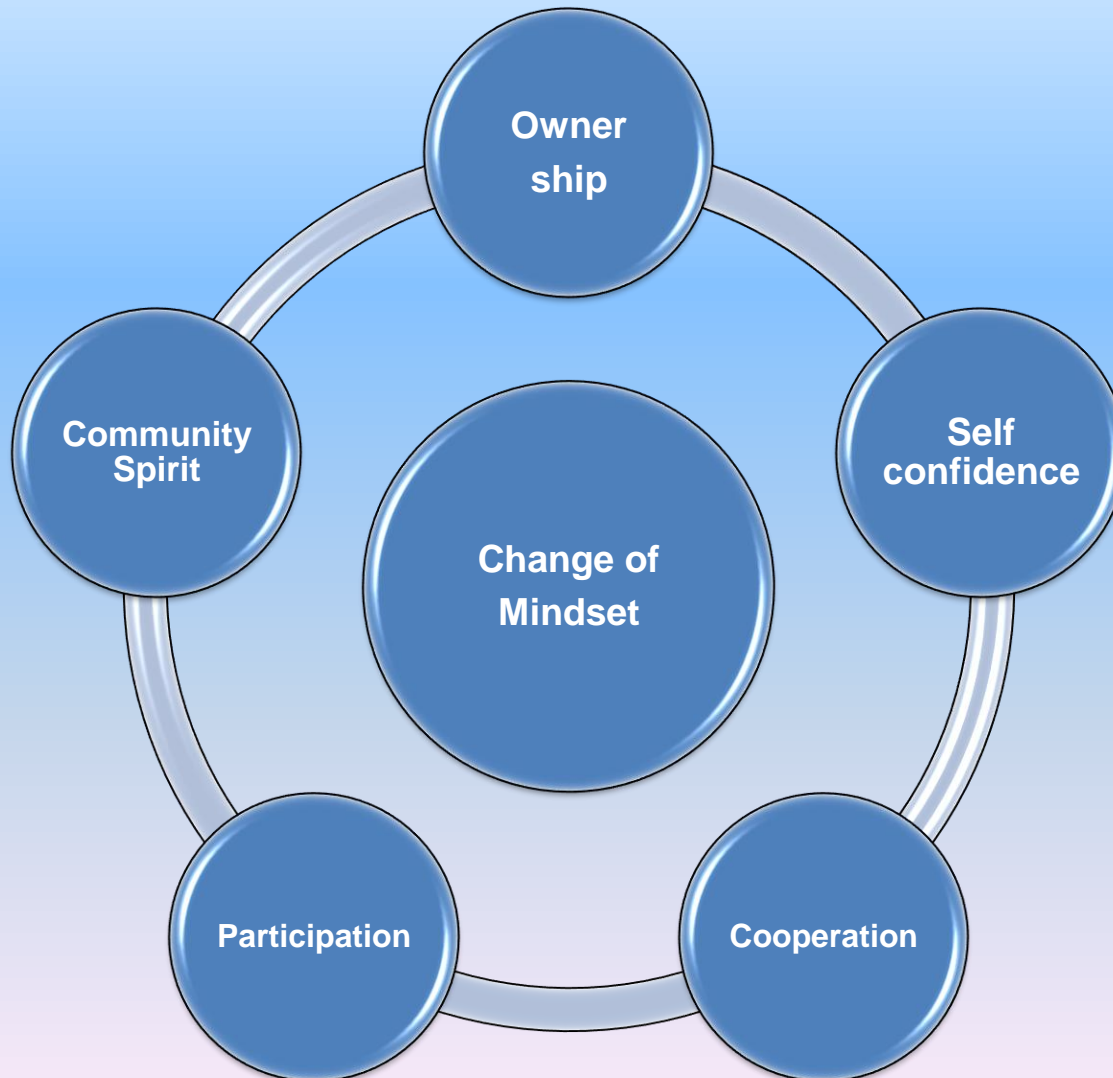 Owner
ship
Community
Spirit
Self
confidence
Change of
Mindset
Participation
Cooperation